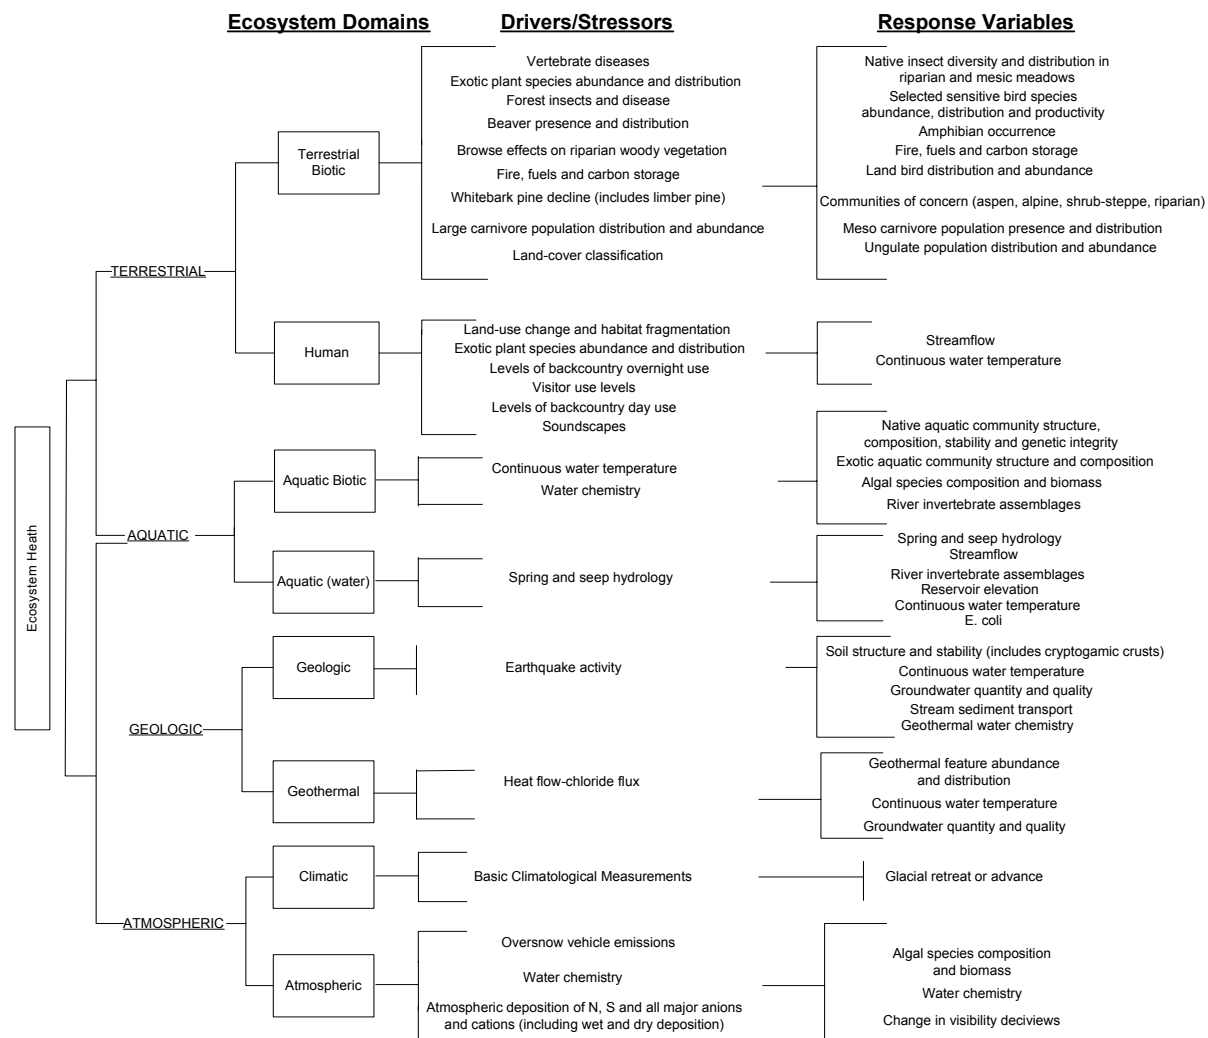 Ecosystem Domains
Drivers/Stressors
Response Variables
Ecosystem Heath
TERRESTRIAL
Terrestrial
Biotic
Vertebrate diseases
Exotic plant species abundance and distribution
Forest insects and disease
Beaver presence and distribution
Browse effects on riparian woody vegetation
Fire, fuels and carbon storage
Whitebark pine decline (includes limber pine)
Large carnivore population distribution and abundance
Land-cover classification
Native insect diversity and distribution in
riparian and mesic meadows
Selected sensitive bird species
abundance, distribution and productivity
Amphibian occurrence
Fire, fuels and carbon storage
Land bird distribution and abundance
Communities of concern (aspen, alpine, shrub-steppe, riparian)
Meso carnivore population presence and distribution
Ungulate population distribution and abundance
Human
Land-use change and habitat fragmentation
Exotic plant species abundance and distribution
Levels of backcountry overnight use
Visitor use levels
Levels of backcountry day use
Soundscapes
Streamflow
Continuous water temperature
AQUATIC
Aquatic Biotic
Continuous water temperature
Water chemistry
Native aquatic community structure,
composition, stability and genetic integrity
Exotic aquatic community structure and composition
Algal species composition and biomass
River invertebrate assemblages
Aquatic (water)
Spring and seep hydrology
Spring and seep hydrology
Streamflow
River invertebrate assemblages
Reservoir elevation
Continuous water temperature
E. coli
GEOLOGIC
Geologic
Earthquake activity
Soil structure and stability (includes cryptogamic crusts)
Continuous water temperature
Groundwater quantity and quality
Stream sediment transport
Geothermal water chemistry
Geothermal
Heat flow-chloride flux
Geothermal feature abundance
and distribution
Continuous water temperature
Groundwater quantity and quality
ATMOSPHERIC
Climatic
Basic Climatological Measurements
Glacial retreat or advance
Atmospheric
Oversnow vehicle emissions
Water chemistry
Atmospheric deposition of N, S and all major anions
and cations (including wet and dry deposition)
Algal species composition
and biomass
Water chemistry
Change in visibility deciviews